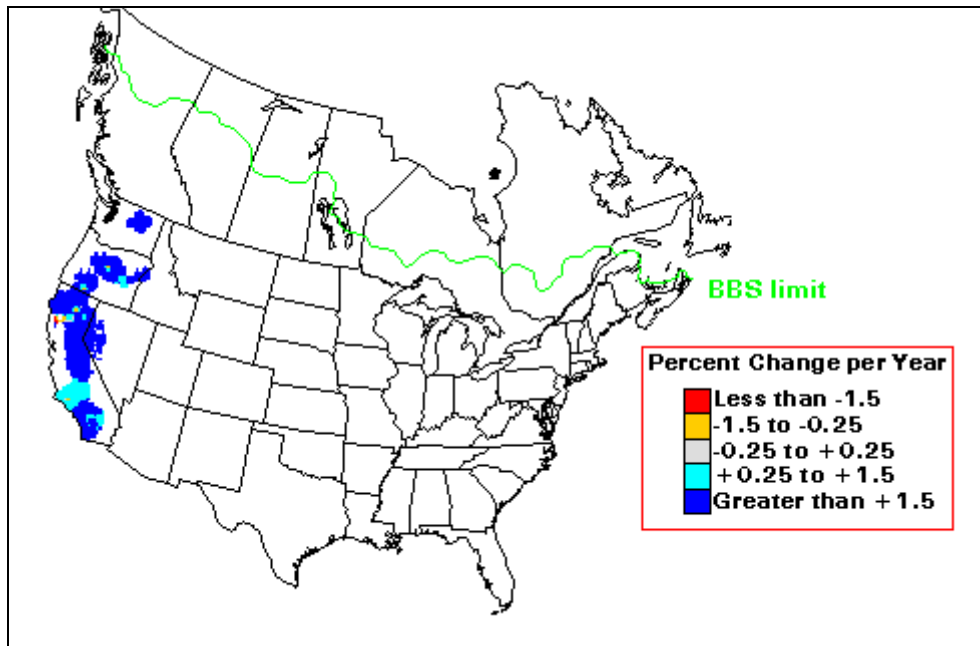 BBS limit
Percent Change per Year
Less than -1.5
-1.5 to -0.25
-0.25 to +0.25
+0.25 to +1.5
Greater than +1.5